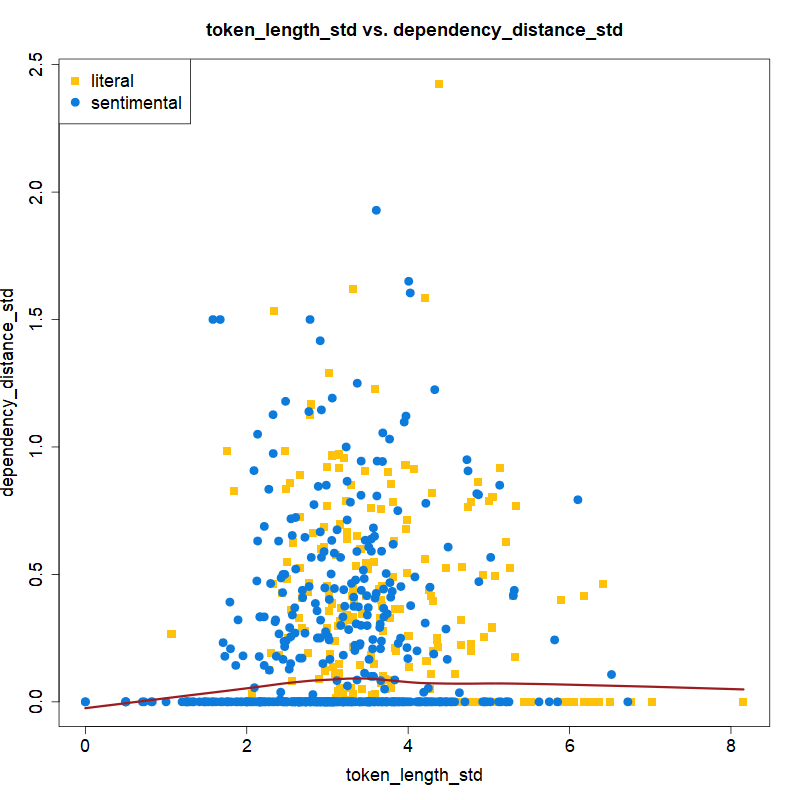 token_length_std vs. dependency_distance_std
literal
sentimental
dependency_distance_std
2.5
2.0
1.5
1.0
0.5
0.0
0 2 4 6 8
token_length_std